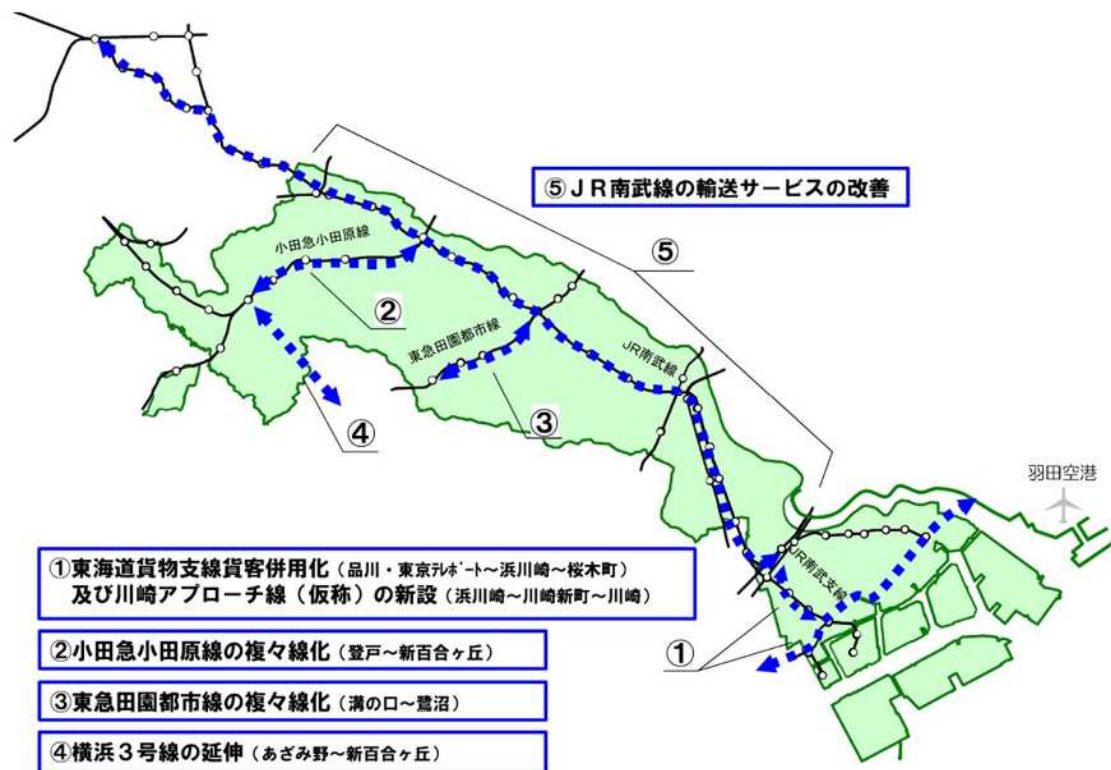 ⑤ＪＲ南武線の輸送サービスの改善
小田急小田原線
⑤
②
東急田園都市線
JR南武線
③
④
羽田空港
JR南武支線
①
①東海道貨物支線貨客併用化（品川・東京ﾃﾚﾎﾟｰﾄ～浜川崎～桜木町）
及び川崎アプローチ線（仮称）の新設（浜川崎～川崎新町～川崎）
②小田急小田原線の複々線化（登戸～新百合ヶ丘）
③東急田園都市線の複々線化（溝の口～鷺沼）
④横浜３号線の延伸（あざみ野～新百合ヶ丘）